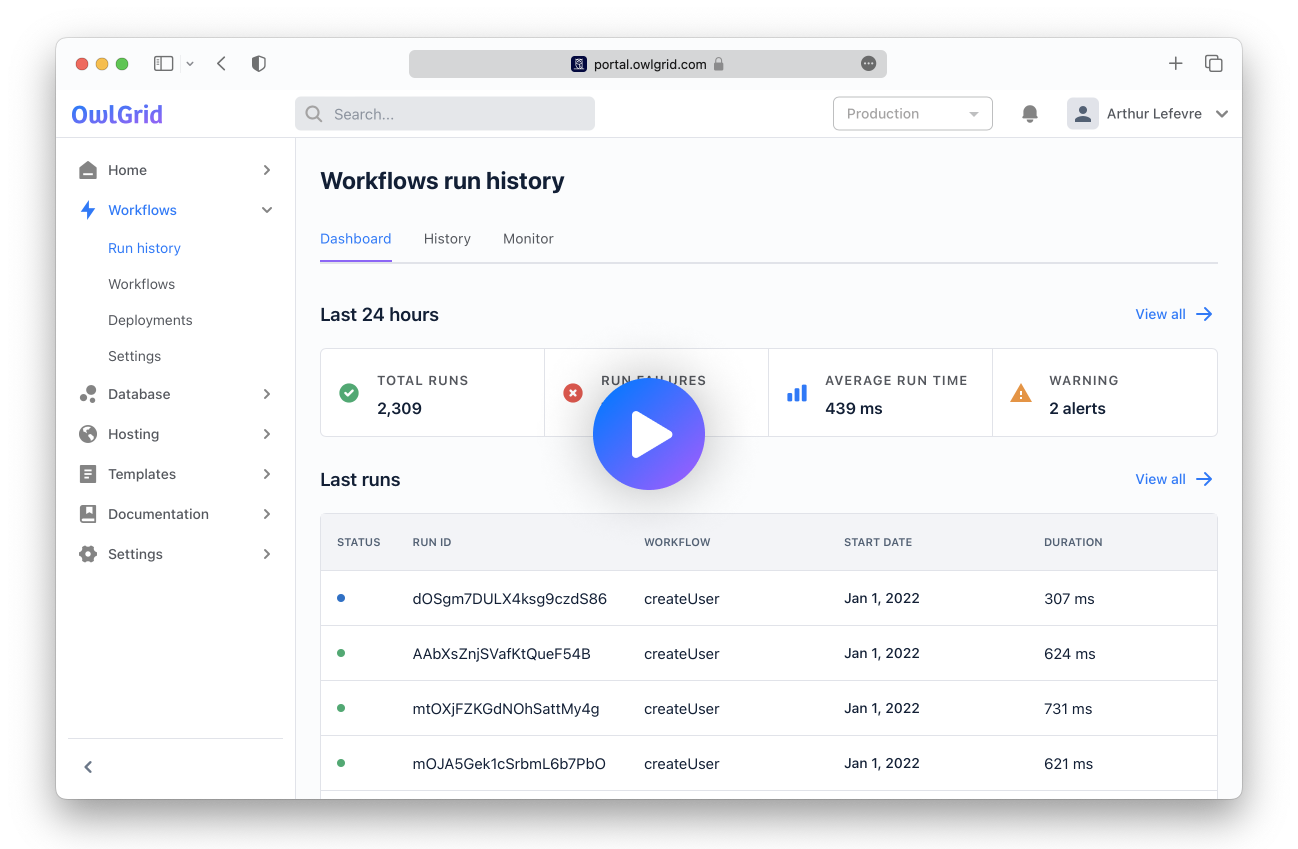 portal.owlgrid.com
OwlGrid
Search...
Production
Arthur Lefevre
Home
Workflows
Run history
Workflows
Deployments
Settings
Database
Hosting
Templates
Documentation
Settings
Workflows run history
Dashboard History Monitor
Last 24 hours
View all
TOTAL RUNS
2,309
RUN FAILURES
AVERAGE RUN TIME
439 ms
WARNING
2 alerts
Last runs
View all
STATUS RUN ID WORKFLOW START DATE DURATION
dOSgm7DULX4ksg9czdS86 createUser Jan 1, 2022 307 ms
AAbXsZnjSVafKtQueF54B createUser Jan 1, 2022 624 ms
mtOXjFZKGdNOhSattMy4g createUser Jan 1, 2022 731 ms
mOJA5Gek1cSrbmL6b7PbO createUser Jan 1, 2022 621 ms